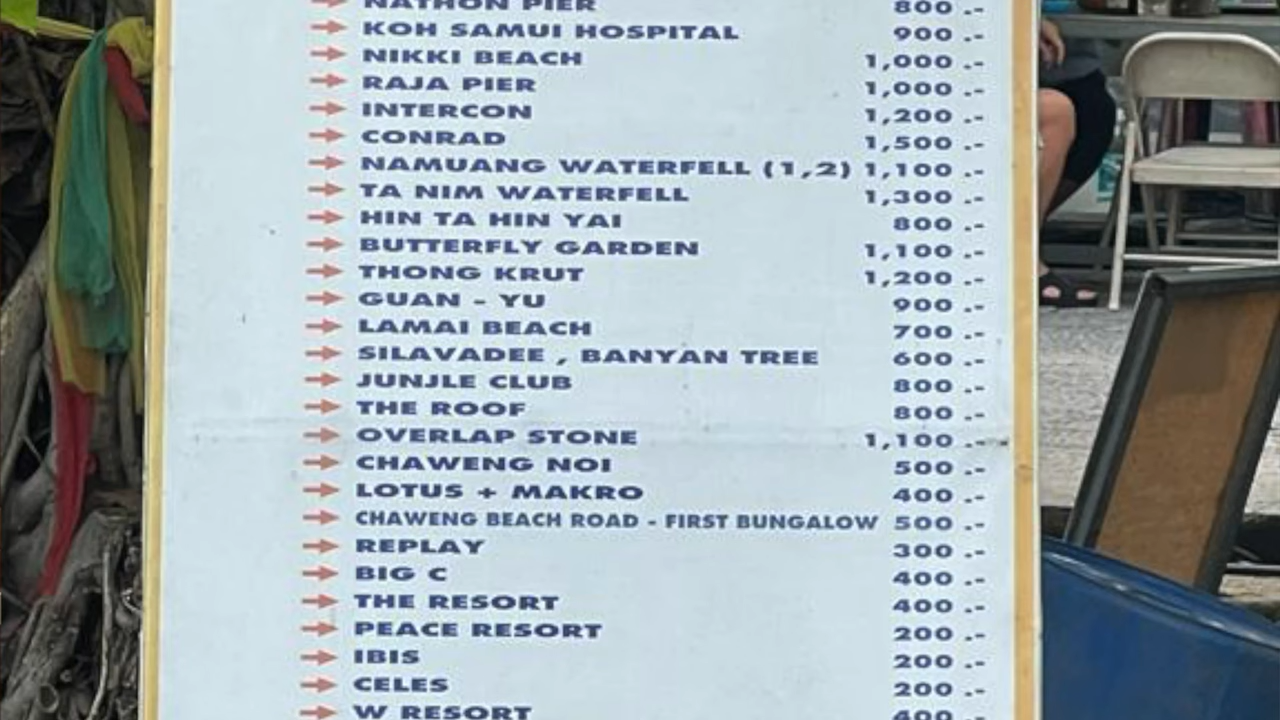 NATHON PIER 800 .-
KOH SAMUI HOSPITAL 900 .-
NIKKI BEACH 1,000 .-
RAJA PIER 1,000 .-
INTERCON 1,200 .-
CONRAD 1,500 .-
NAMUANG WATERFELL (1,2) 1,100 .-
TA NIM WATERFELL 1,300 .-
HIN TA HIN YAI 800 .-
BUTTERFLY GARDEN 1,100 .-
THONG KRUT 1,200 .-
GUAN - YU 900 .-
LAMAI BEACH 700 .-
SILAVADEE , BANYAN TREE 600 .-
JUNJLE CLUB 800 .-
THE ROOF 800 .-
OVERLAP STONE 1,100 .-
CHAWENG NOI 500 .-
LOTUS + MAKRO 400 .-
CHAWENG BEACH ROAD - FIRST BUNGALOW 500 .-
REPLAY 300 .-
BIG C 400 .-
THE RESORT 400 .-
PEACE RESORT 200 .-
IBIS 200 .-
CELES 200 .-
W RESORT 400 .-